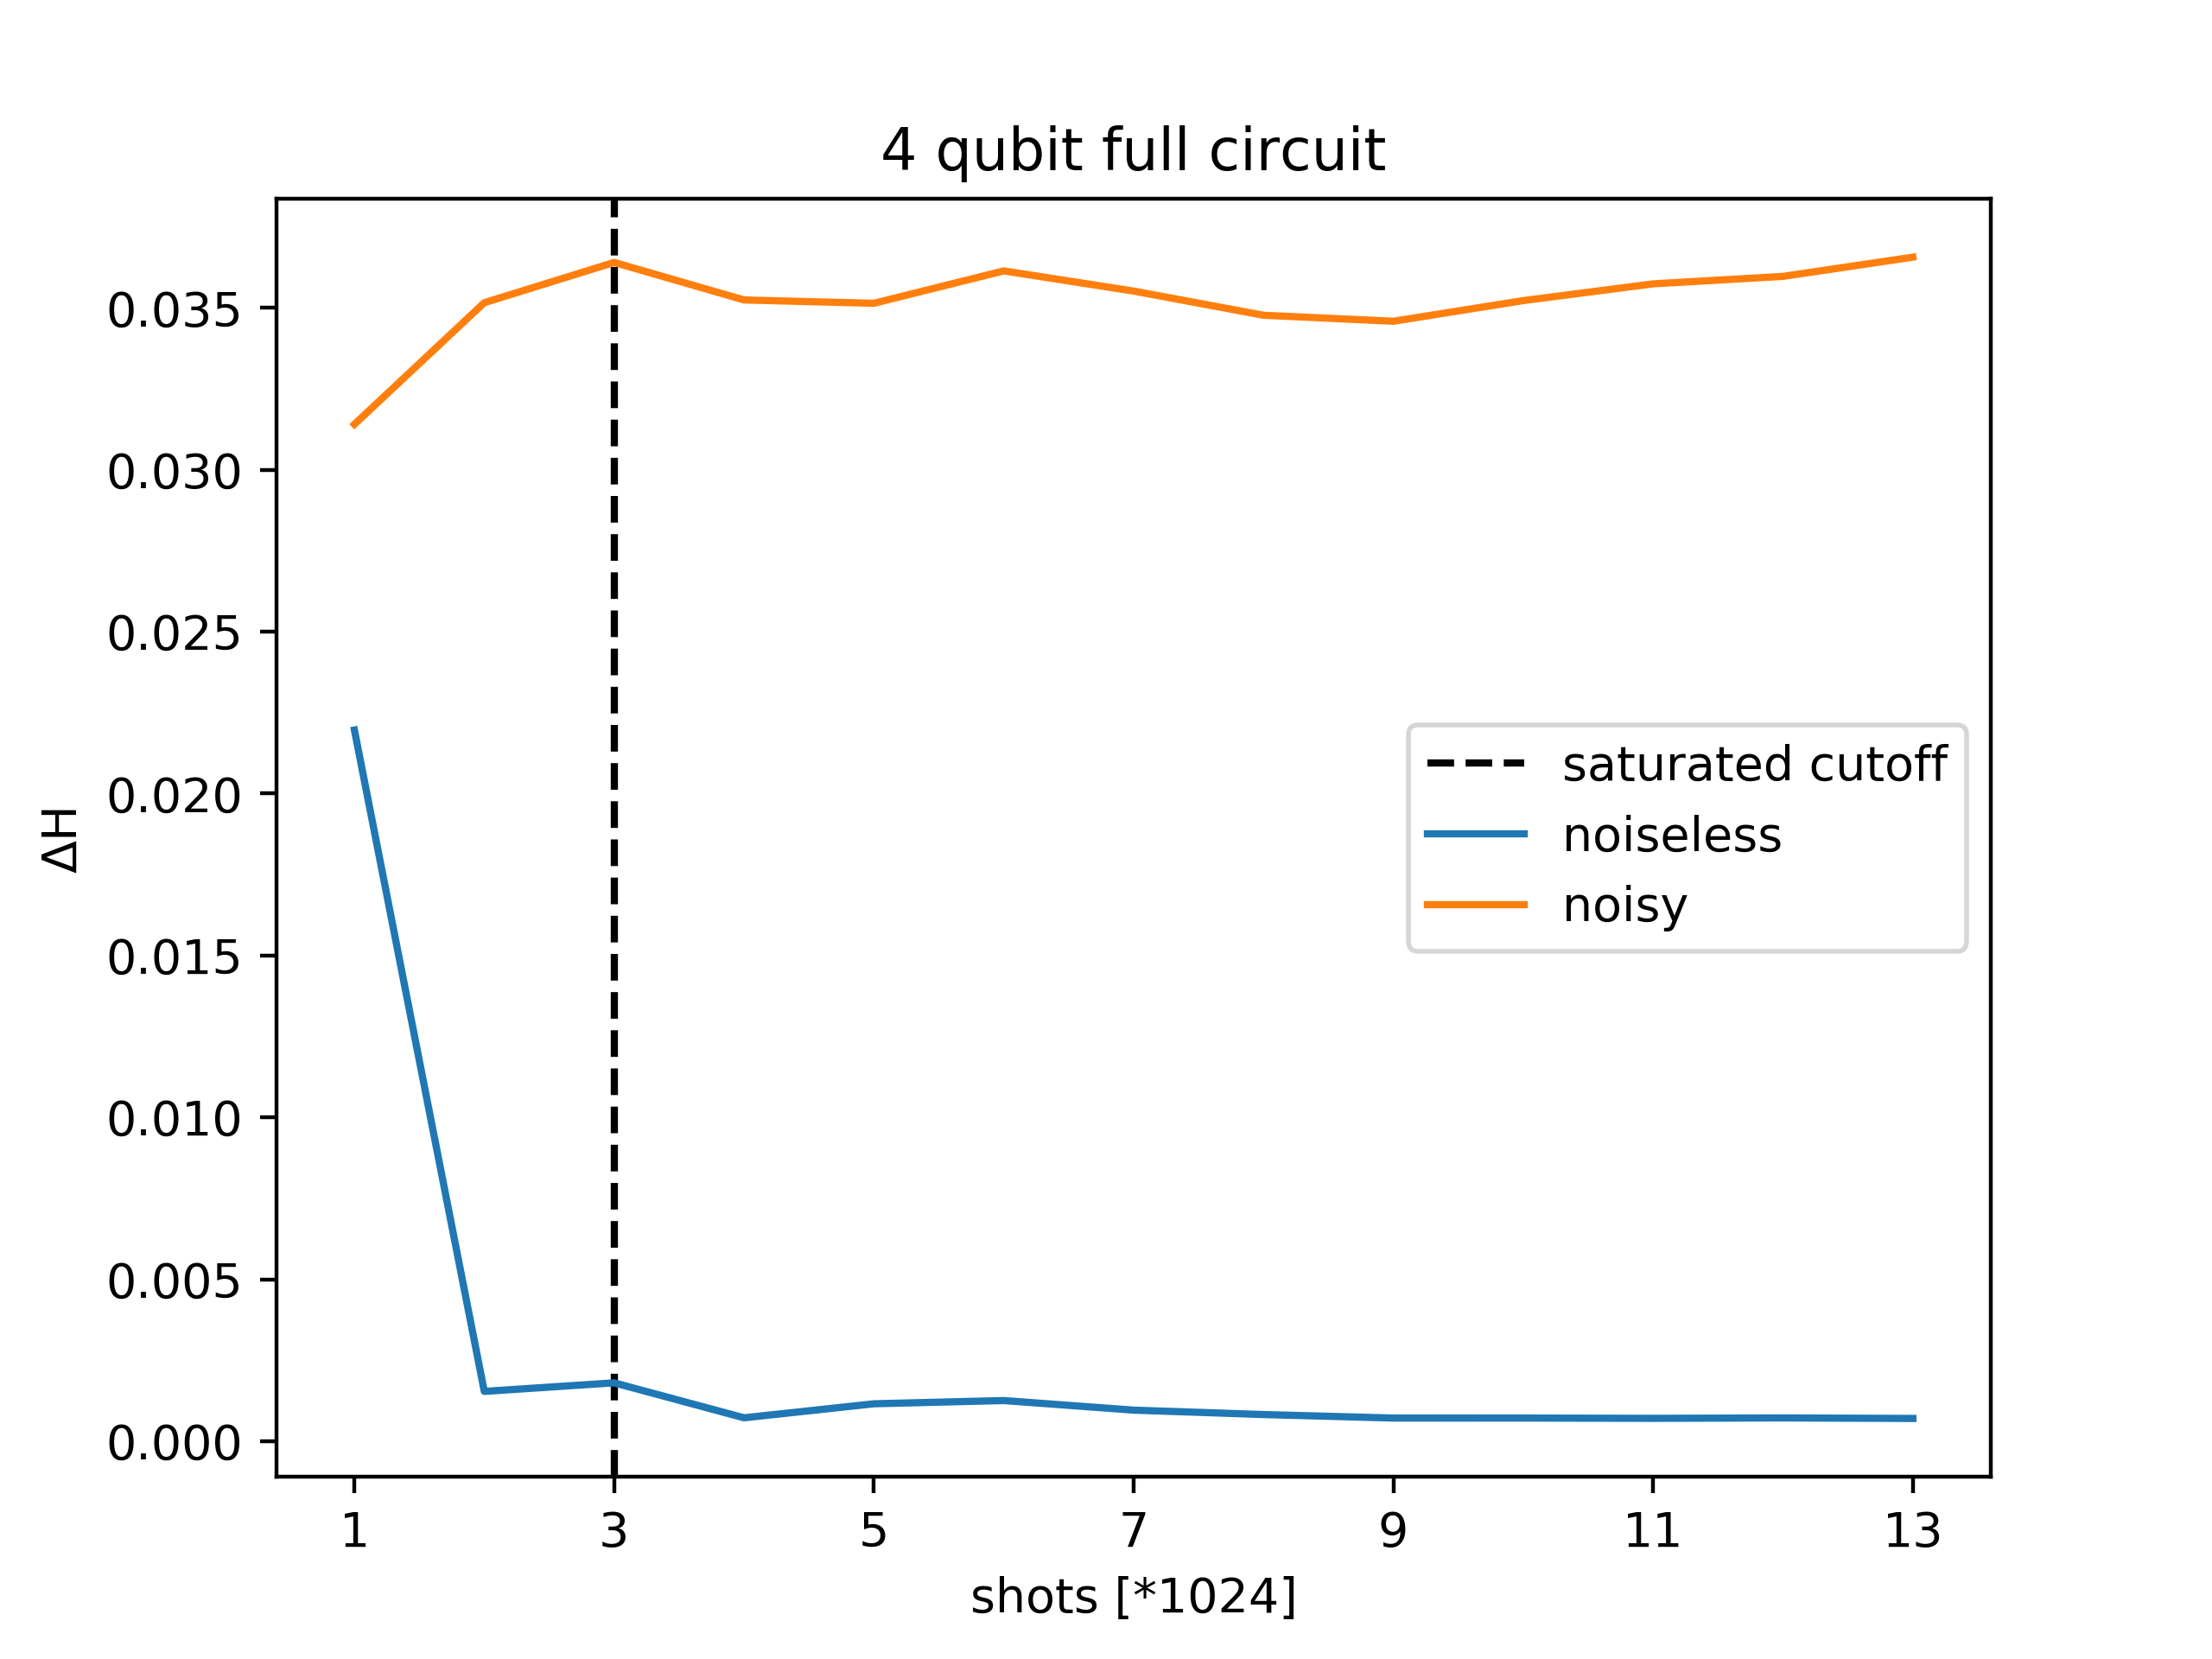 4 qubit full circuit
0.035
0.030
0.025
0.020
0.015
0.010
0.005
0.000
ΔH
saturated cutoff
noiseless
noisy
1 3 5 7 9 11 13
shots [*1024]